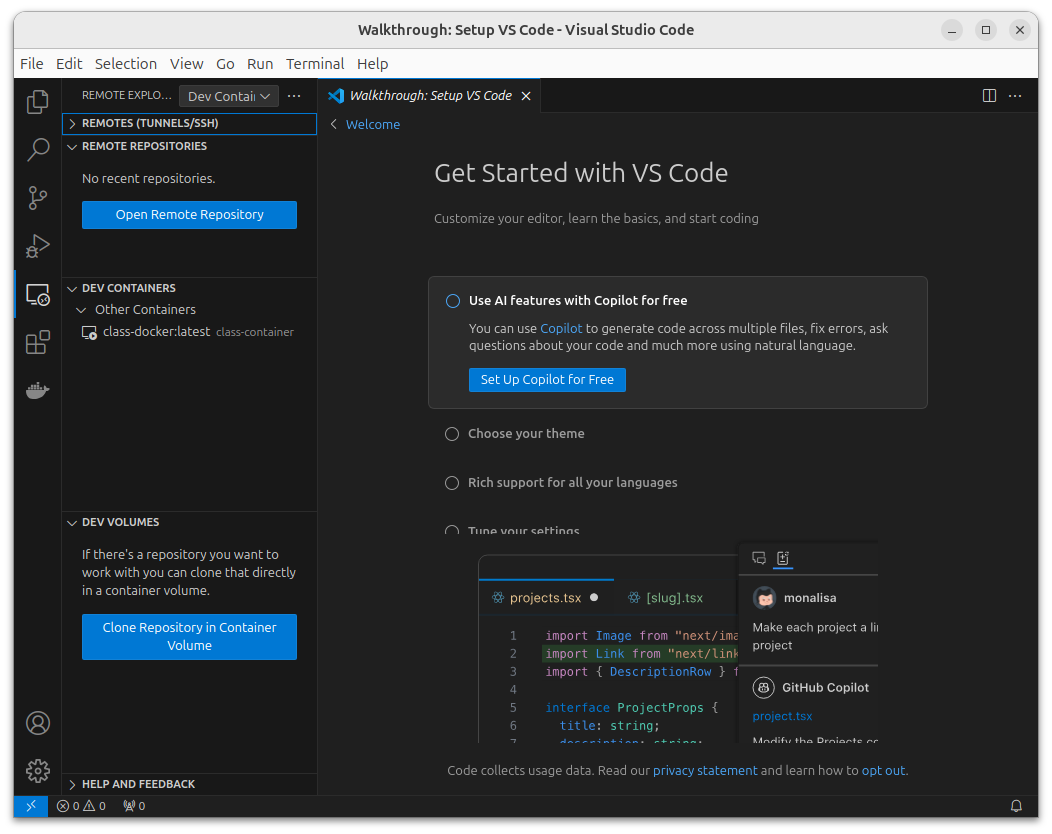 Walkthrough: Setup VS Code - Visual Studio Code
File Edit Selection View Go Run Terminal Help
REMOTE EXPLO... Dev Contai
Walkthrough: Setup VS Code
REMOTES (TUNNELS/SSH)
Welcome
REMOTE REPOSITORIES
No recent repositories.
Open Remote Repository
DEV CONTAINERS
Other Containers
class-docker:latest class-container
DEV VOLUMES
If there's a repository you want to
work with you can clone that directly
in a container volume.
Clone Repository in Container
Volume
HELP AND FEEDBACK
Get Started with VS Code
Customize your editor, learn the basics, and start coding
Use AI features with Copilot for free
You can use Copilot to generate code across multiple files, fix errors, ask
questions about your code and much more using natural language.
Set Up Copilot for Free
Choose your theme
Rich support for all your languages
Tune your settings
projects.tsx [slug].tsx
1 import Image from "next/ima
2 import Link from "next/link
3 import { DescriptionRow } f
4
5 interface ProjectProps {
6 title: string;
7 description: string;
monalisa
Make each project a li
project
GitHub Copilot
project.tsx
Modify the Projects co
Code collects usage data. Read our privacy statement and learn how to opt out.
0 0 0